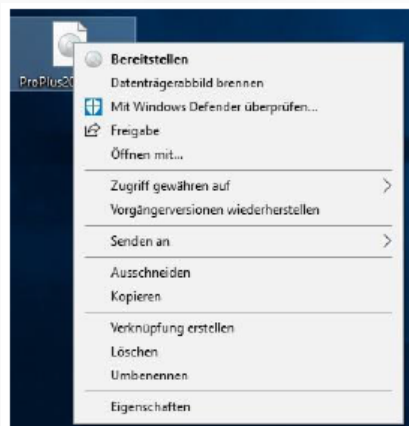 ProPlus20
Bereitstellen
Datenträgerabbild brennen
Mit Windows Defender überprüfen...
Freigabe
Öffnen mit...
Zugriff gewähren auf
Vorgängerversionen wiederherstellen
Senden an
Ausschneiden
Kopieren
Verknüpfung erstellen
Löschen
Umbenennen
Eigenschaften